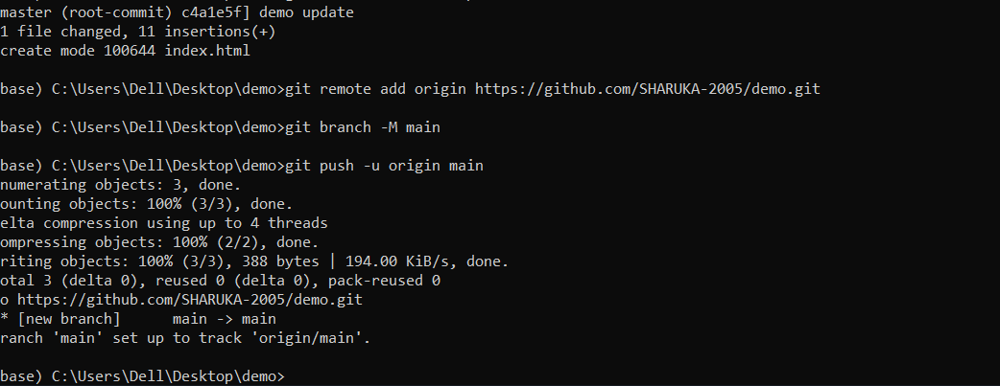 master (root-commit) c4a1e5f] demo update
1 file changed, 11 insertions(+)
create mode 100644 index.html
base) C:\Users\Dell\Desktop\demo>git remote add origin https://github.com/SHARUKA-2005/demo.git
base) C:\Users\Dell\Desktop\demo>git branch -M main
base) C:\Users\Dell\Desktop\demo>git push -u origin main
numerating objects: 3, done.
ounting objects: 100% (3/3), done.
elta compression using up to 4 threads
ompressing objects: 100% (2/2), done.
riting objects: 100% (3/3), 388 bytes | 194.00 KiB/s, done.
otal 3 (delta 0), reused 0 (delta 0), pack-reused 0
o https://github.com/SHARUKA-2005/demo.git
* [new branch]      main -> main
ranch 'main' set up to track 'origin/main'.
base) C:\Users\Dell\Desktop\demo>